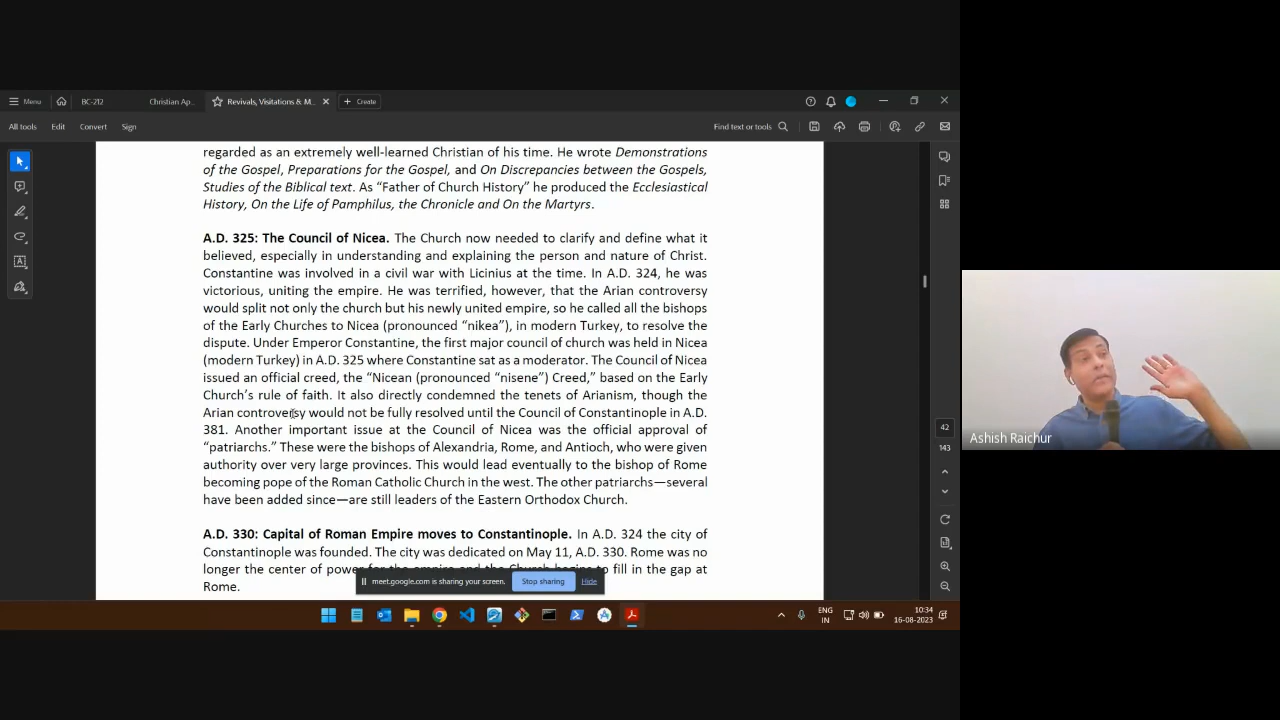 Menu
BC-212
Christian Ap...
Revivals, Visitations & M...
Create
All tools
Edit
Convert
Sign
Find text or tools
regarded as an extremely well-learned Christian of his time. He wrote Demonstrations
of the Gospel, Preparations for the Gospel, and On Discrepancies between the Gospels,
Studies of the Biblical text. As “Father of Church History” he produced the Ecclesiastical
History, On the Life of Pamphilus, the Chronicle and On the Martyrs.
A.D. 325: The Council of Nicea. The Church now needed to clarify and define what it
believed, especially in understanding and explaining the person and nature of Christ.
Constantine was involved in a civil war with Licinius at the time. In A.D. 324, he was
victorious, uniting the empire. He was terrified, however, that the Arian controversy
would split not only the church but his newly united empire, so he called all the bishops
of the Early Churches to Nicea (pronounced “nikea”), in modern Turkey, to resolve the
dispute. Under Emperor Constantine, the first major council of church was held in Nicea
(modern Turkey) in A.D. 325 where Constantine sat as a moderator. The Council of Nicea
issued an official creed, the “Nicean (pronounced “nisene”) Creed,” based on the Early
Church’s rule of faith. It also directly condemned the tenets of Arianism, though the
Arian controversy would not be fully resolved until the Council of Constantinople in A.D.
381. Another important issue at the Council of Nicea was the official approval of
“patriarchs.” These were the bishops of Alexandria, Rome, and Antioch, who were given
authority over very large provinces. This would lead eventually to the bishop of Rome
becoming pope of the Roman Catholic Church in the west. The other patriarchs—several
have been added since—are still leaders of the Eastern Orthodox Church.
A.D. 330: Capital of Roman Empire moves to Constantinople. In A.D. 324 the city of
Constantinople was founded. The city was dedicated on May 11, A.D. 330. Rome was no
longer the center of power for the empire and the Church begins to fill in the gap at
Rome.
meet.google.com is sharing your screen.
Stop sharing
Hide
42
143
ENG
IN
10:34
16-08-2023
Ashish Raichur